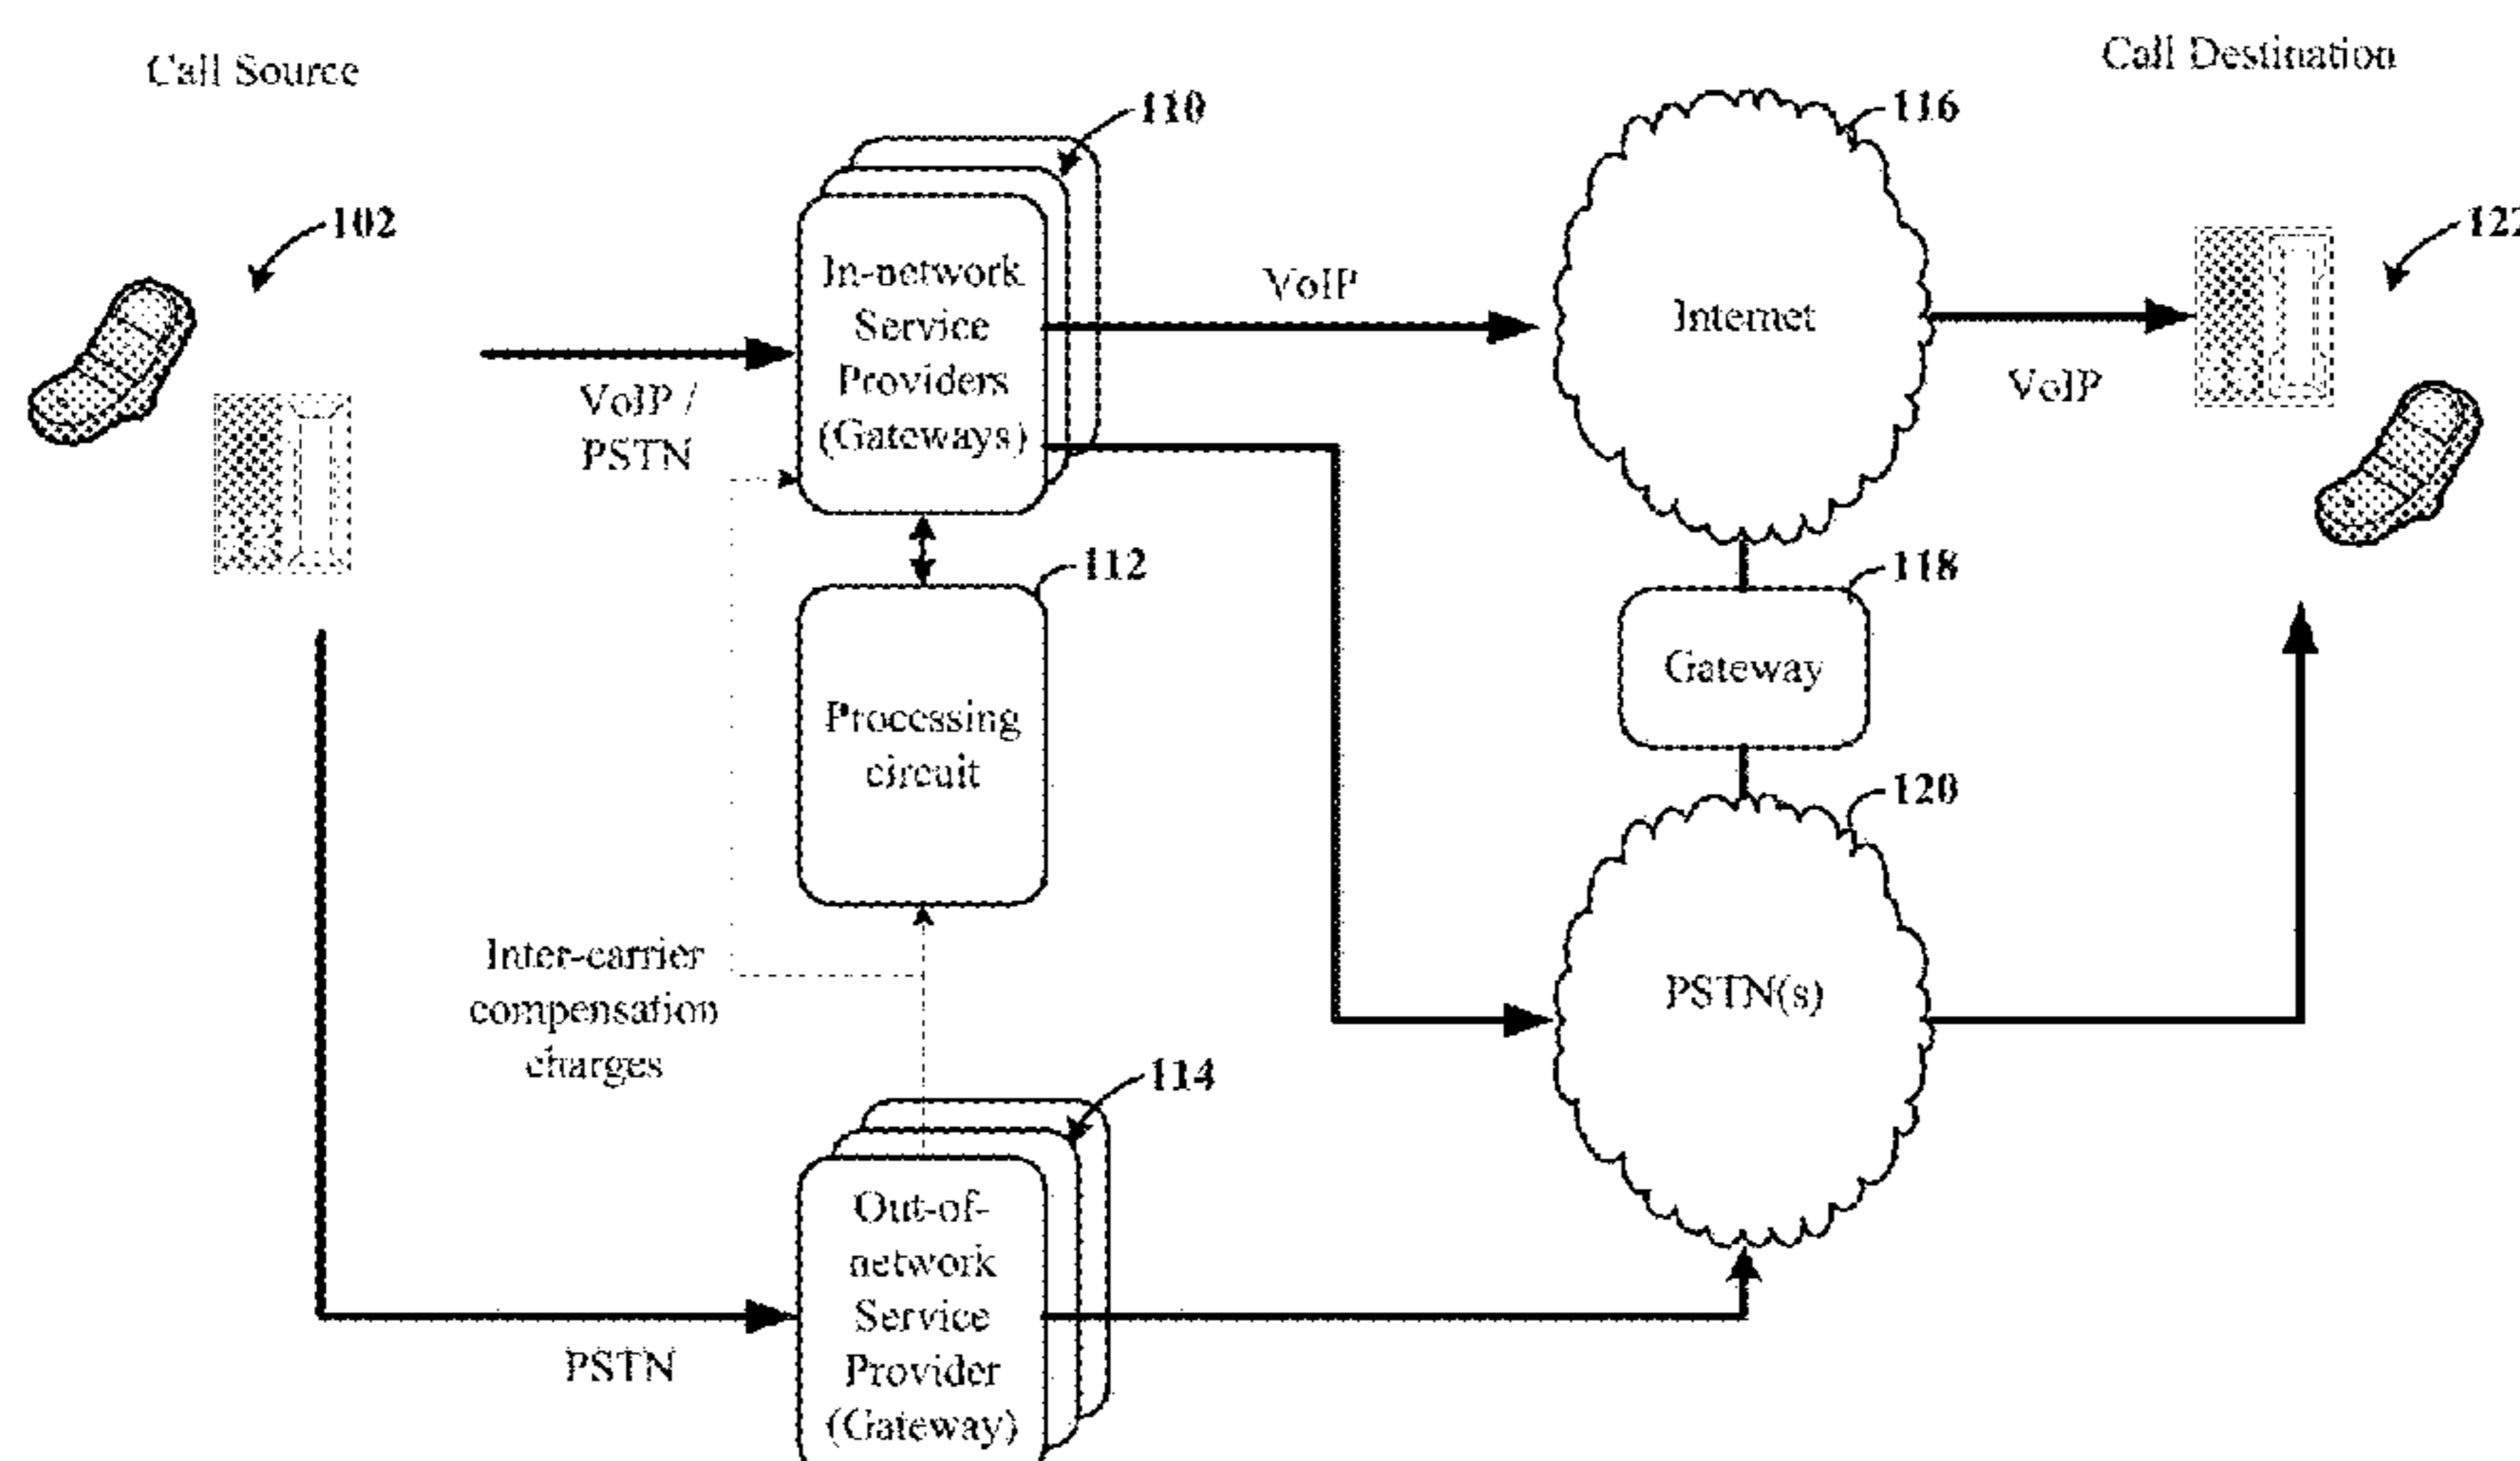 Call Source
Call Destination
110
116
102
122
In-network
Service
Providers
(Gateways)
VoIP
Internet
VoIP /
PSTN
VoIP
112
118
Gateway
Processing
circuit
120
Inter-carrier
compensation
charges
PSTN(s)
114
Out-of-
network
Service
Provider
(Gateway)
PSTN